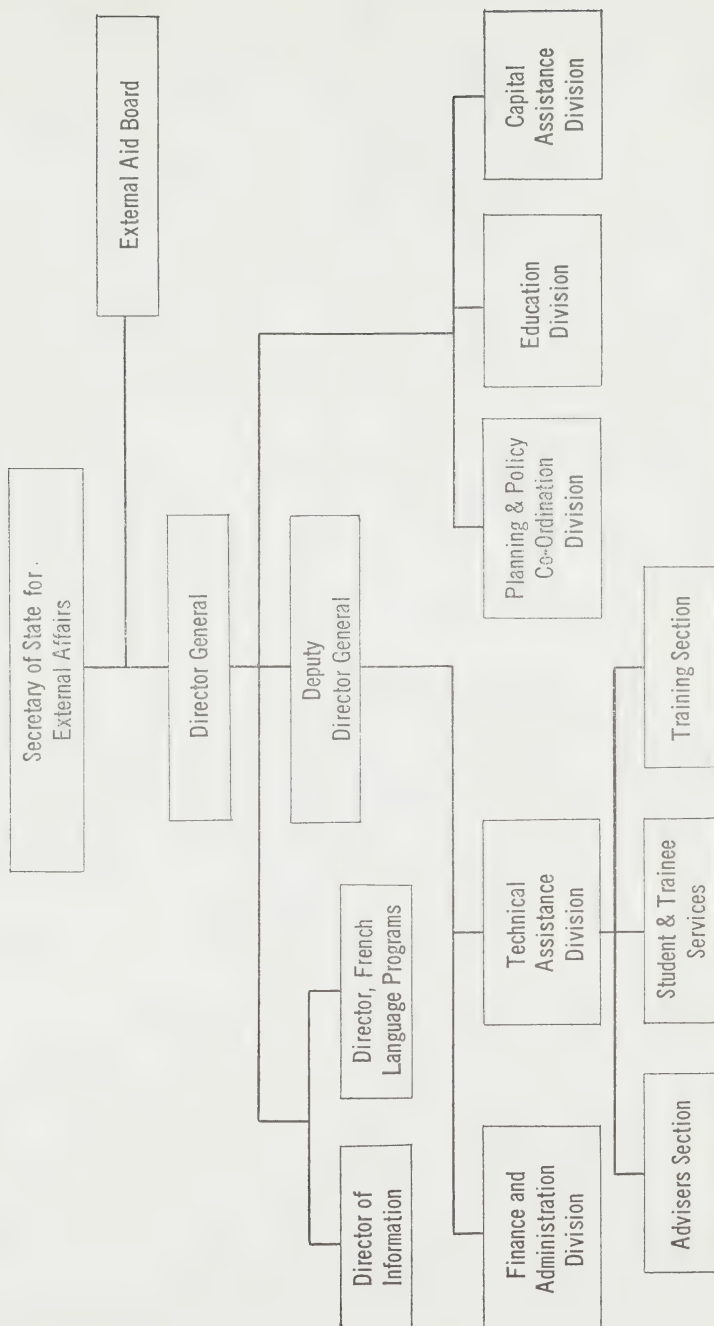 Secretary of State for
External Affairs
External Aid Board
Director General
Deputy
Director General
Director of
Information
Director, French
Language Programs
Finance and
Administration
Division
Technical
Assistance
Division
Planning & Policy
Co-Ordination
Division
Education
Division
Capital
Assistance
Division
Advisers Section
Student & Trainee
Services
Training Section